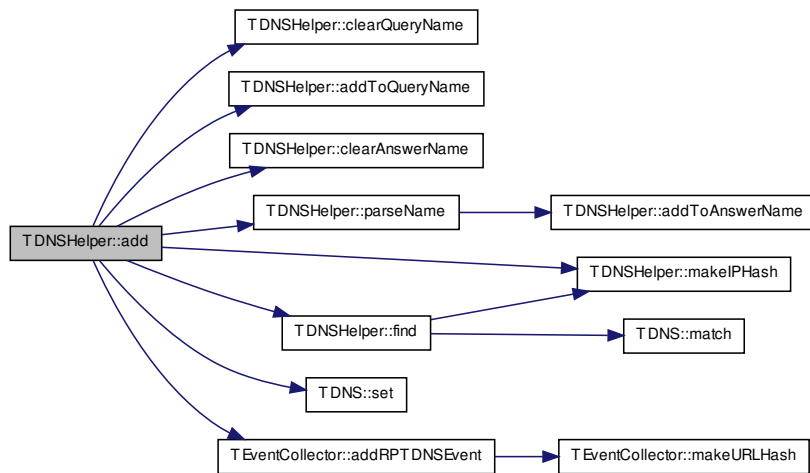 TDNSHelper::clearQueryName
TDNSHelper::addToQueryName
TDNSHelper::clearAnswerName
TDNSHelper::parseName
TDNSHelper::addToAnswerName
TDNSHelper::add
TDNSHelper::makeIPHash
TDNSHelper::find
TDNS::match
TDNS::set
TEventCollector::addRPTDNSEvent
TEventCollector::makeURLHash